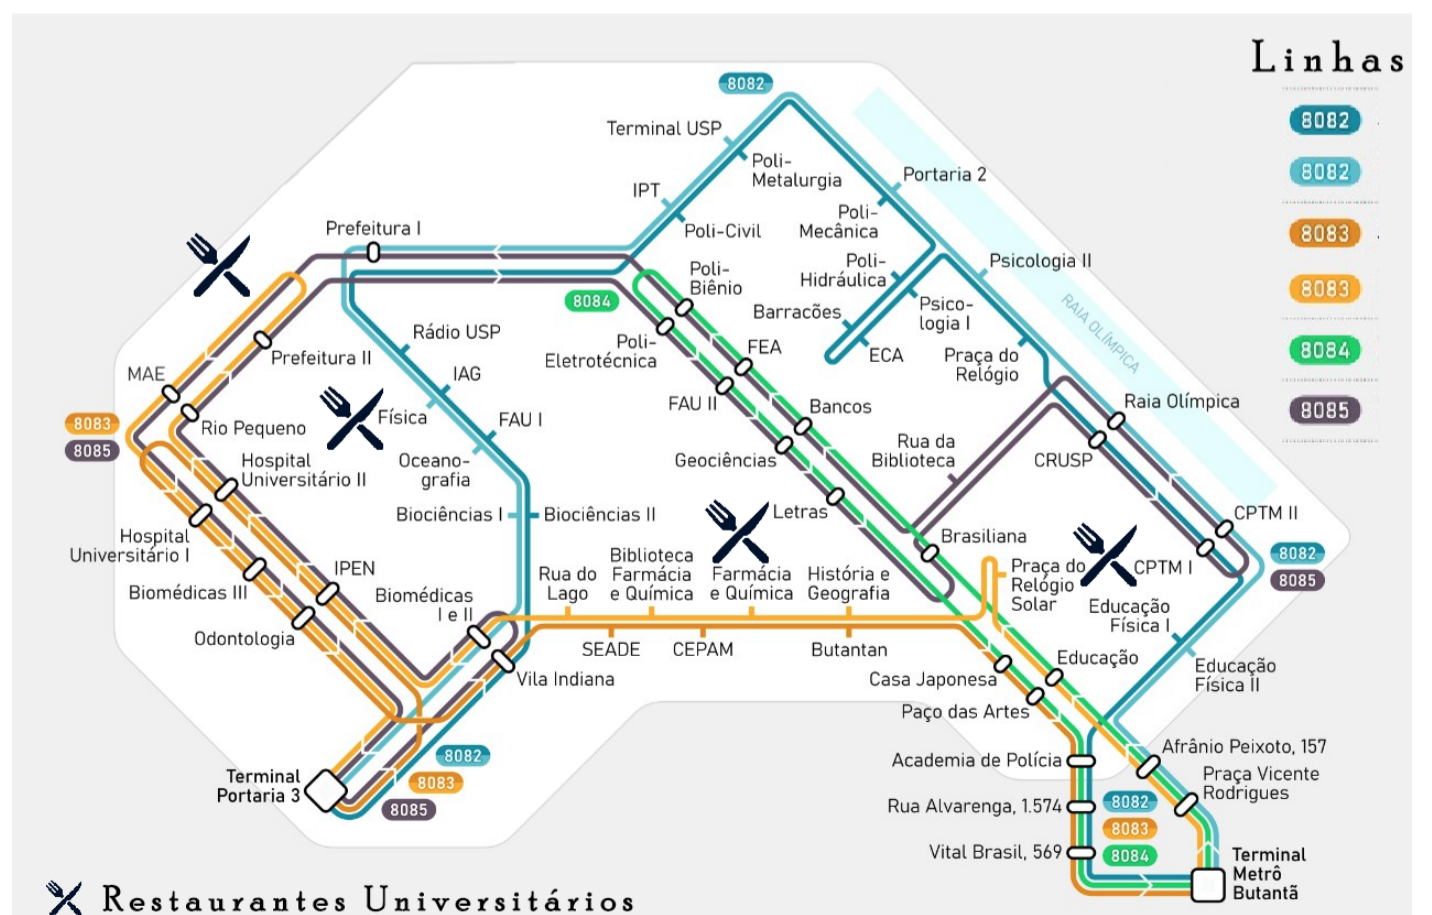 Linhas
8082
8082
8083
8083
8084
8085
8082
Terminal USP
Poli-
Metalurgia
Portaria 2
IPT
Poli-Civil
Poli-
Mecânica
Prefeitura I
Poli-
Hidráulica
Psicologia II
Poli-
Biênio
8084
Barracões
Psico-
logia I
RAIA OLÍMPICA
Rádio USP
Poli-
Eletrotécnica
FEA
ECA
Praça do
Relógio
Prefeitura II
MAE
IAG
FAU II
Bancos
Raia Olímpica
Física
FAU I
8083
8085
Rio Pequeno
Rua da
Biblioteca
CRUSP
Hospital
Universitário II
Oceano-
grafia
Geociências
Biociências I
Biociências II
Letras
CPTM II
Hospital
Universitário I
Brasiliana
8082
8085
Biomédicas III
IPEN
Biomédicas
I e II
Rua do
Lago
Biblioteca
Farmácia
e Química
Farmácia
e Química
História e
Geografia
Praça do
Relógio
Solar
CPTM I
Educação
Física I
Odontologia
SEADE
CEPAM
Butantan
Vila Indiana
Casa Japonesa
Educação
Educação
Física II
Paço das Artes
8082
8083
8085
Terminal
Portaria 3
Academia de Polícia
Afrânio Peixoto, 157
Praça Vicente
Rodrigues
Rua Alvarenga, 1.574
8082
8083
8084
Vital Brasil, 569
Terminal
Metrô
Butantã
Restaurantes Universitários